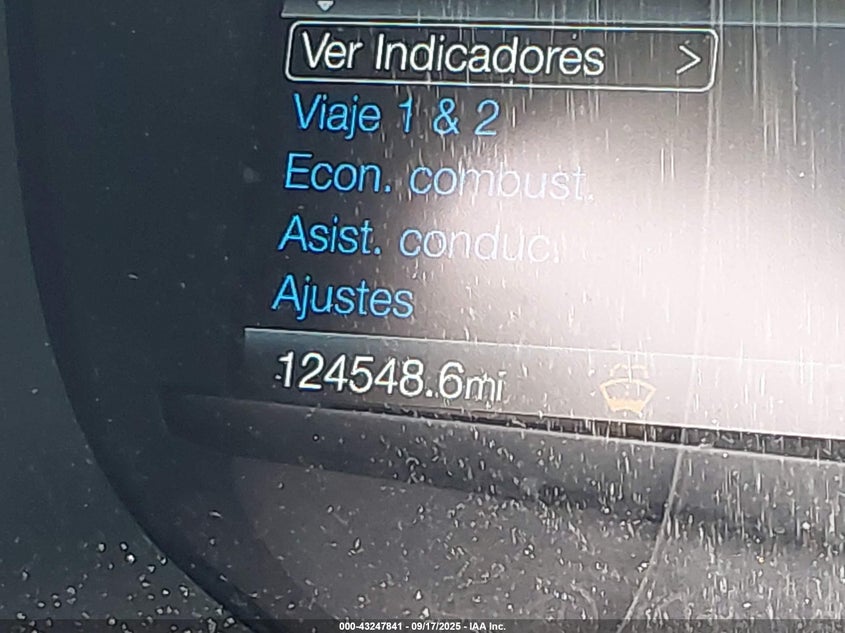 Ver Indicadores >
Viaje 1 & 2
Econ. combust.
Asist. conduc.
Ajustes
124548.6mi
000-43247841 - 09/17/2025 - IAA Inc.